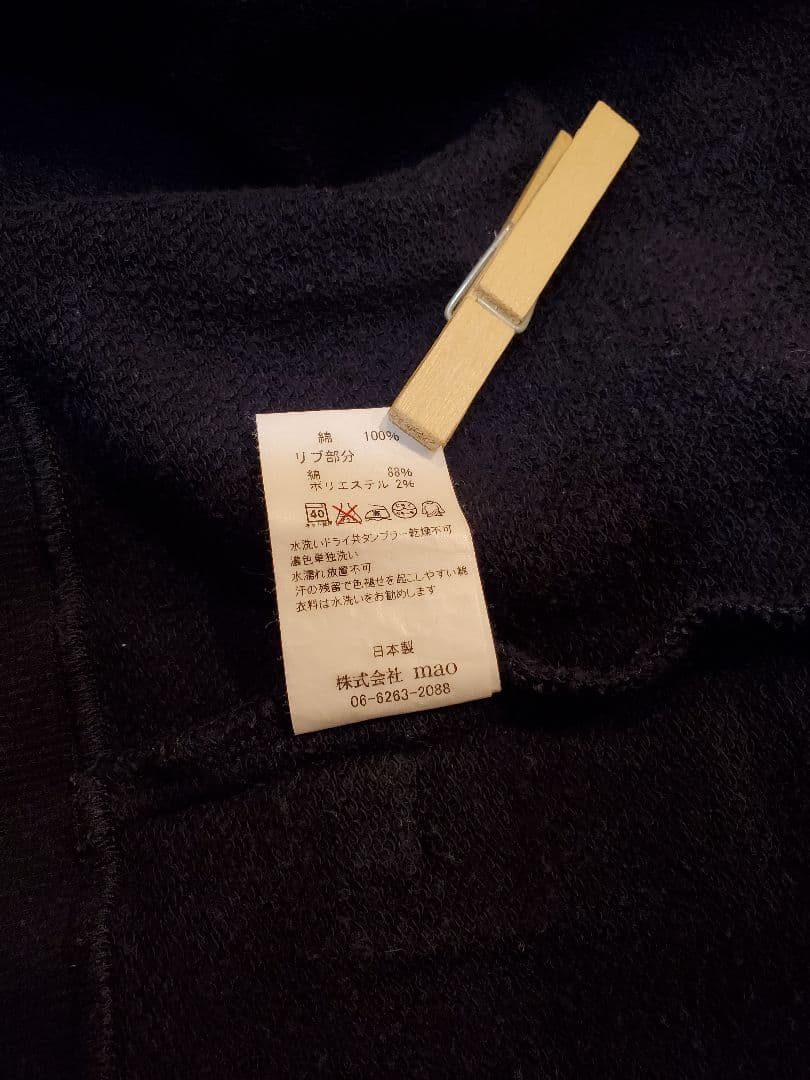 綿 100%
リブ部分
綿 88%
ポリエステル 2%
40
水洗いドライ共タンブラー乾燥不可
濃色単独洗い
水濡れ放置不可
汗の残留で色褪せを起こしやすい綿
衣料は水洗いをお勧めします
日本製
株式会社 mao
06-6263-2088